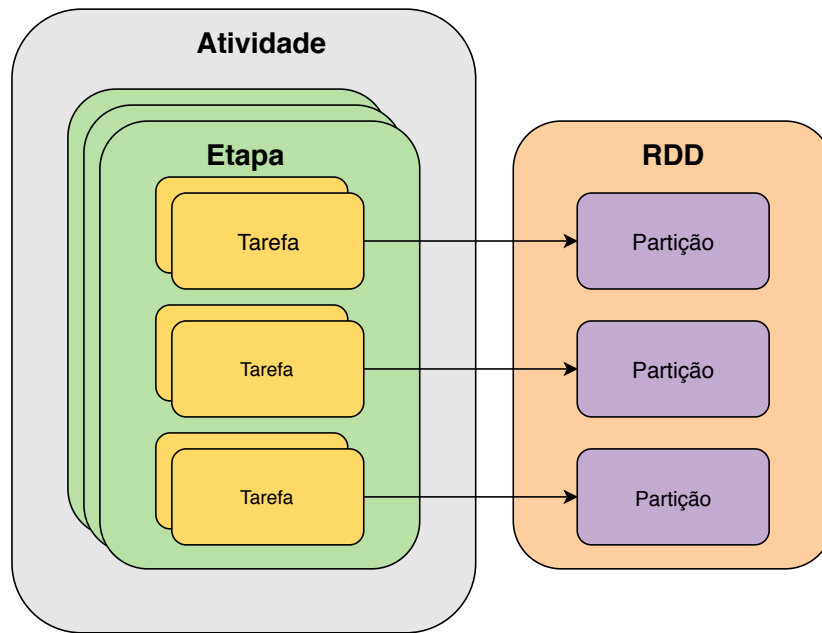 Atividade
Etapa
RDD
Tarefa
Partição
Tarefa
Partição
Tarefa
Partição